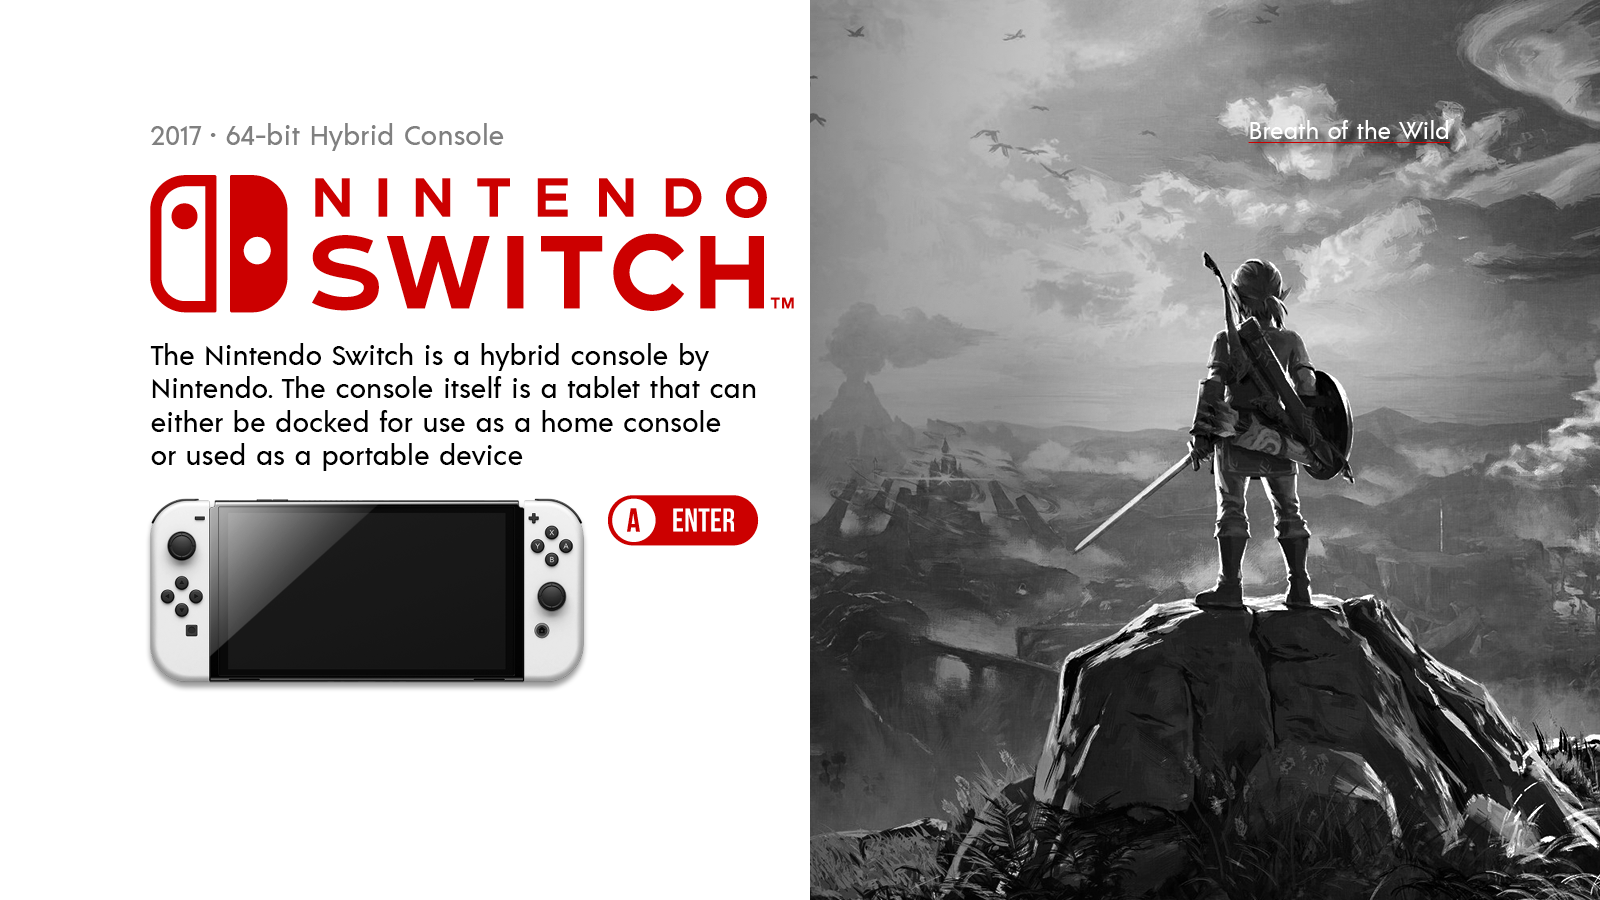 2017 · 64-bit Hybrid Console
NINTENDO
SWITCH™
The Nintendo Switch is a hybrid console by
Nintendo. The console itself is a tablet that can
either be docked for use as a home console
or used as a portable device
A ENTER
X
Y A
B
Breath of the Wild